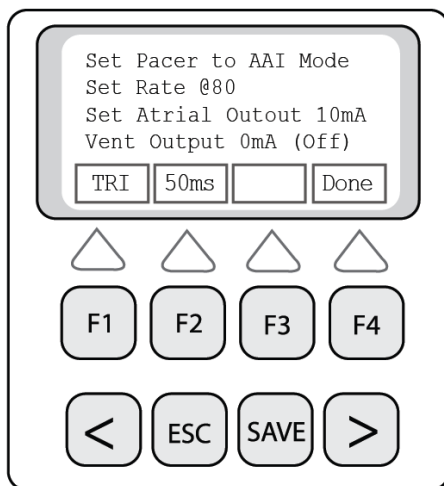 Set Pacer to AAI Mode
Set Rate @80
Set Atrial Outout 10mA
Vent Output 0mA (Off)
TRI 50ms Done
F1 F2 F3 F4
< ESC SAVE >